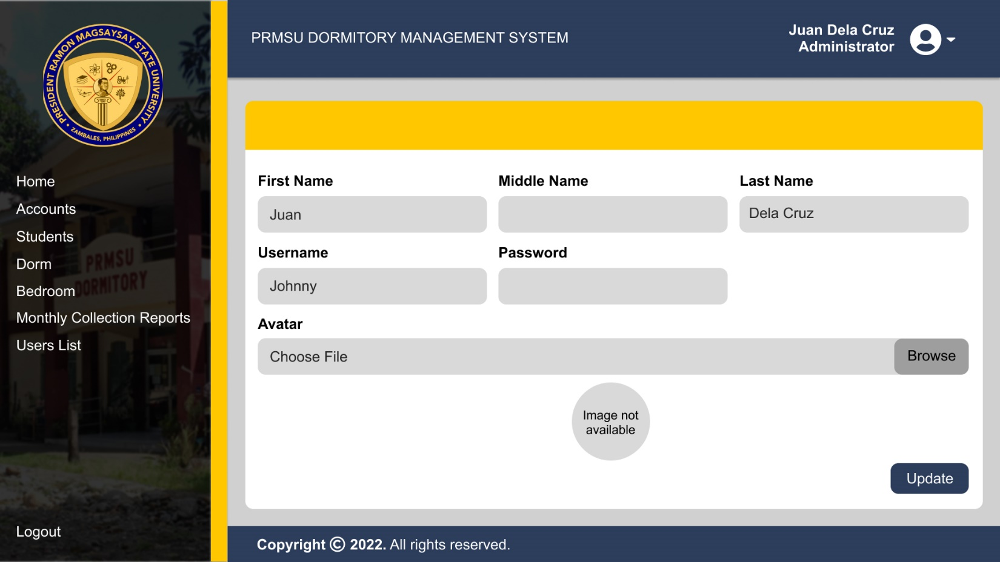 PRESIDENT RAMON MAGSAYSAY STATE UNIVERSITY
ZAMBALES, PHILIPPINES
PRMSU DORMITORY MANAGEMENT SYSTEM
Juan Dela Cruz
Administrator
Home
Accounts
Students
Dorm
Bedroom
Monthly Collection Reports
Users List
Logout
PRMSU
DORMITORY
First Name
Middle Name
Last Name
Juan
Dela Cruz
Username
Password
Johnny
Avatar
Choose File
Browse
Image not
available
Update
Copyright © 2022. All rights reserved.